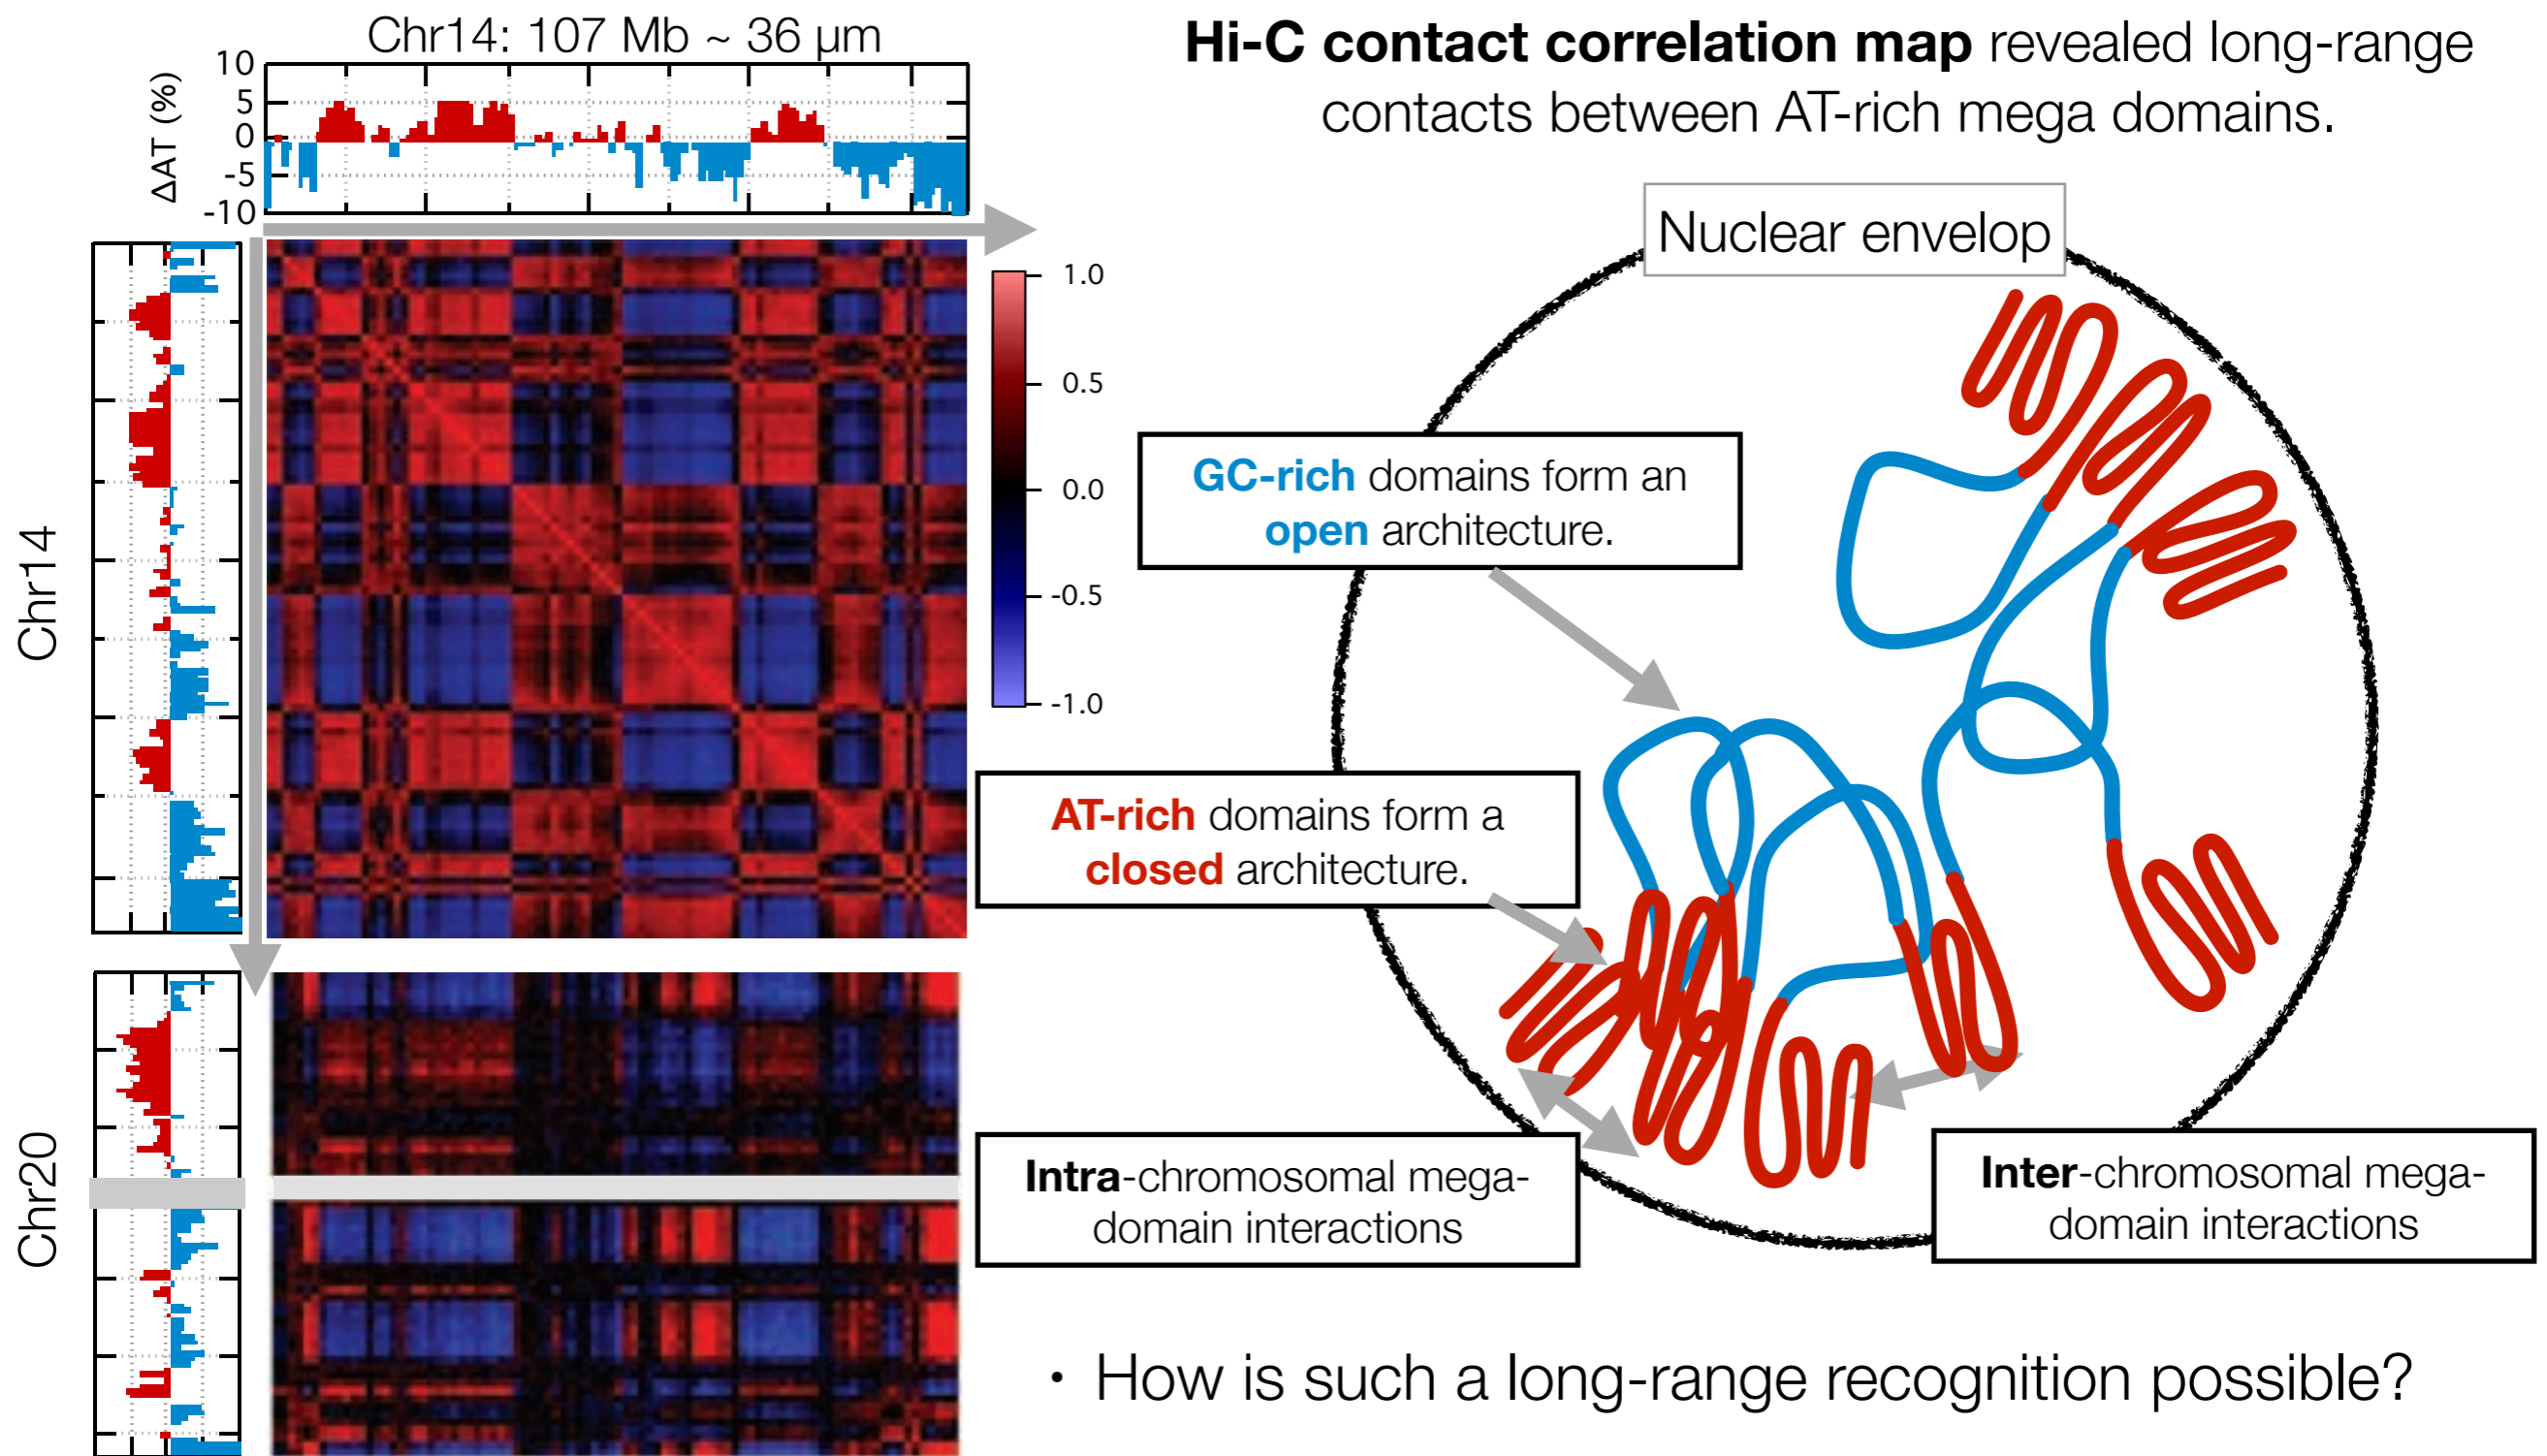 Chr14: 107 Mb ~ 36 μm
ΔAT (%)
10
5
0
-5
-10
Hi-C contact correlation map revealed long-range
contacts between AT-rich mega domains.
Nuclear envelop
Chr14
1.0
0.5
0.0
-0.5
-1.0
GC-rich domains form an
open architecture.
AT-rich domains form a
closed architecture.
Chr20
Intra-chromosomal mega-
domain interactions
Inter-chromosomal mega-
domain interactions
· How is such a long-range recognition possible?